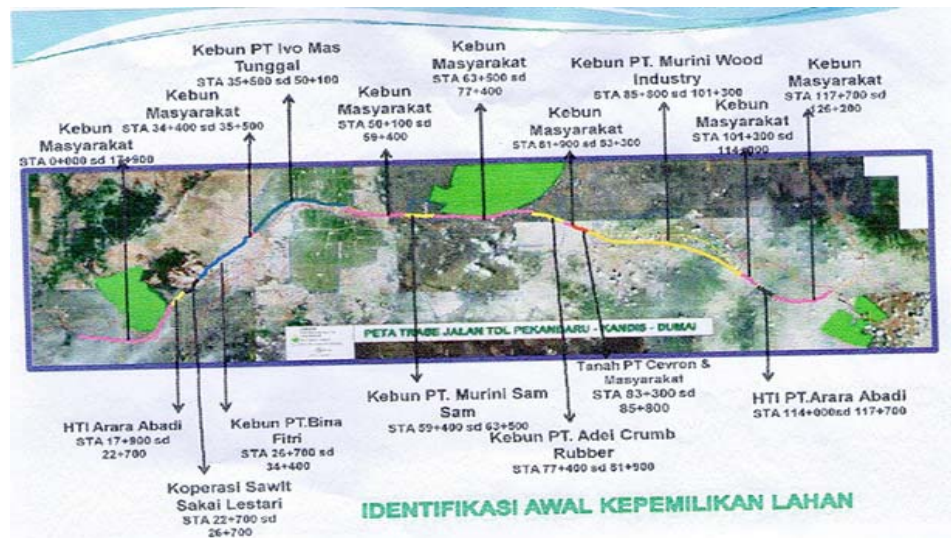 Kebun PT Ivo Mas
Tunggal
STA 35+500 sd 50+100
Kebun
Masyarakat
STA 63+500 sd
77+400
Kebun PT. Murini Wood
Industry
STA 85+800 sd 101+300
Kebun
Masyarakat
STA 117+700 sd
126+200
Kebun
Masyarakat
STA 34+400 sd 35+500
Kebun
Masyarakat
STA 50+100 sd
59+400
Kebun
Masyarakat
STA 101+300 sd
114+000
Kebun
Masyarakat
STA 0+000 sd 17+900
Kebun
Masyarakat
STA 81+900 sd 83+300
PETA TRASE JALAN TOL PEKANBARU - KANDIS - DUMAI
HTI Arara Abadi
STA 17+900 sd
22+700
Kebun PT.Bina
Fitri
STA 26+700 sd
34+400
Kebun PT. Murini Sam
Sam
STA 59+400 sd 63+500
Tanah PT Cevron &
Masyarakat
STA 83+300 sd
85+800
HTI PT.Arara Abadi
STA 114+000sd 117+700
Kebun PT. Adei Crumb
Rubber
STA 77+400 sd 81+900
Koperasi Sawit
Sakai Lestari
STA 22+700 sd
26+700
IDENTIFIKASI AWAL KEPEMILIKAN LAHAN